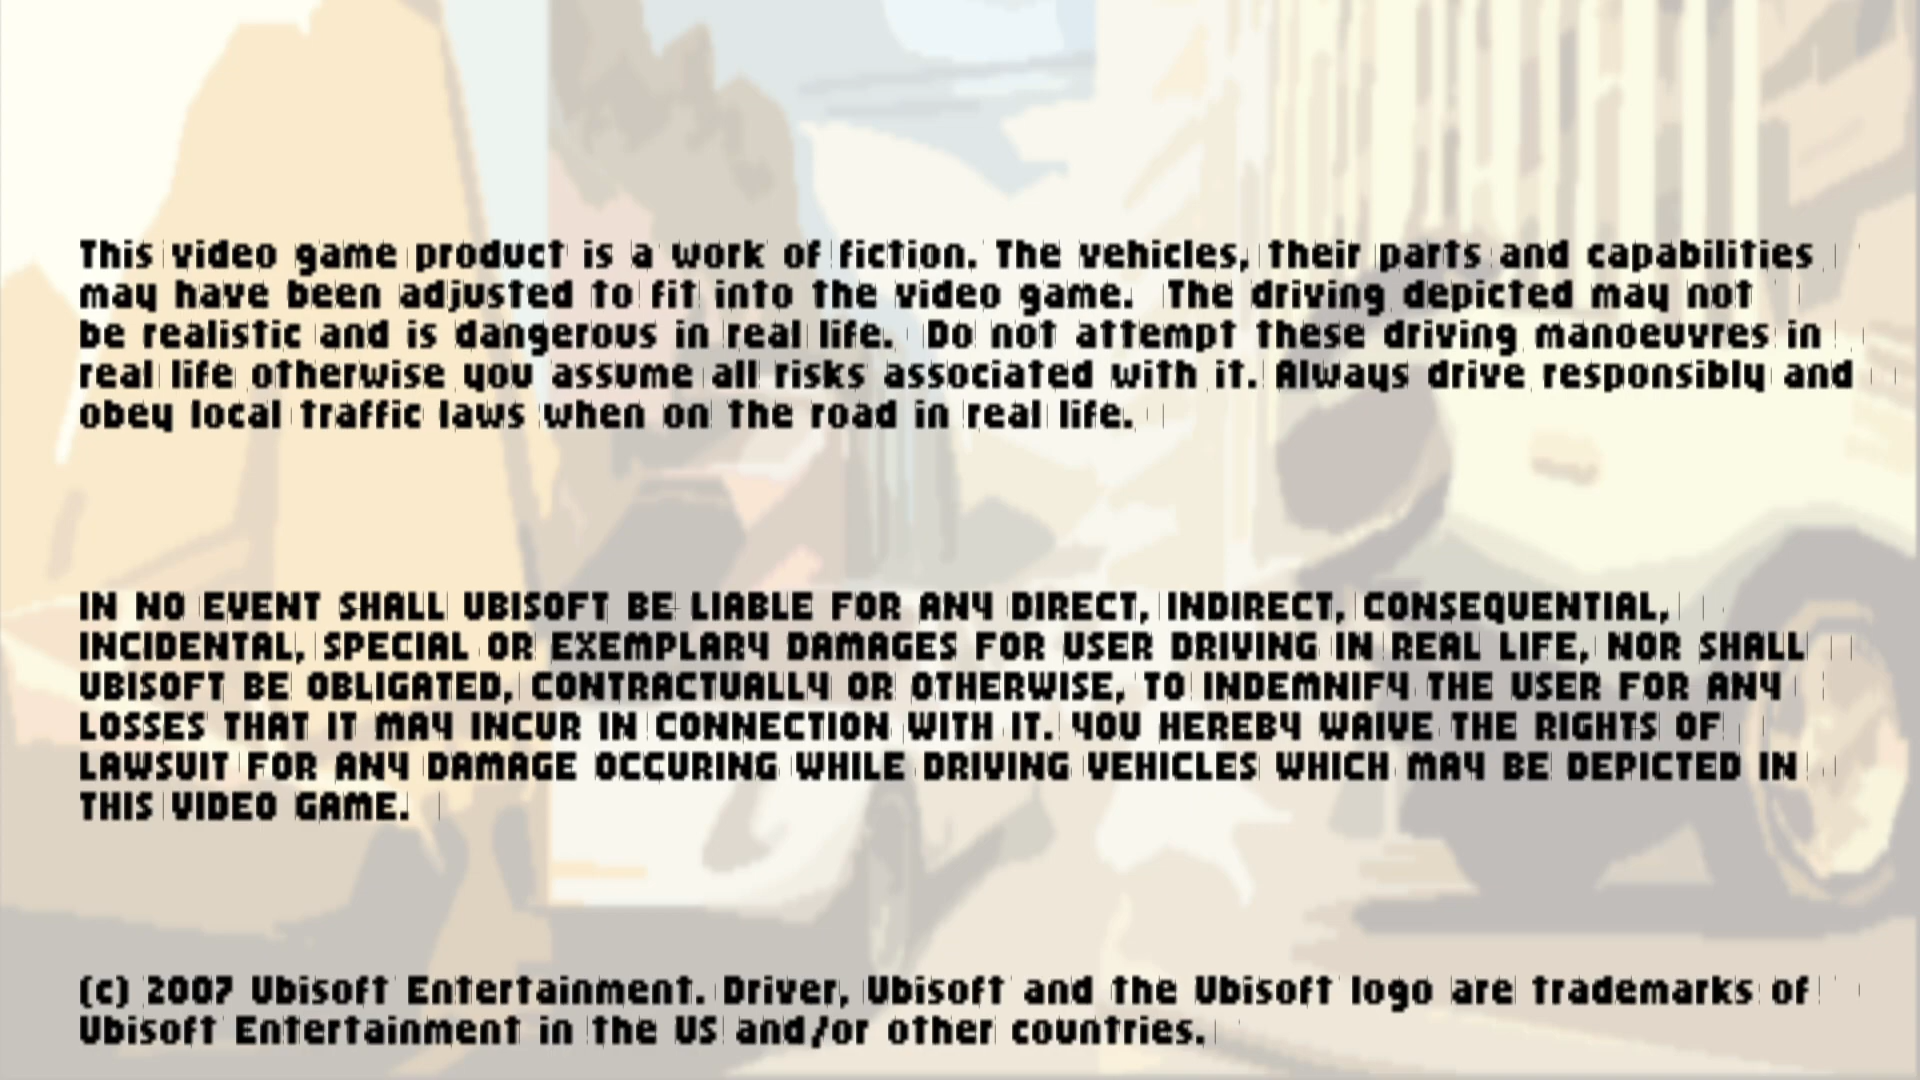 This video game product is a work of fiction. The vehicles, their parts and capabilities
may have been adjusted to fit into the video game. The driving depicted may not
be realistic and is dangerous in real life. Do not attempt these driving manoeuvres in
real life otherwise you assume all risks associated with it. Always drive responsibly and
obey local traffic laws when on the road in real life.
IN NO EVENT SHALL UBISOFT BE LIABLE FOR ANY DIRECT, INDIRECT, CONSEQUENTIAL,
INCIDENTAL, SPECIAL OR EXEMPLARY DAMAGES FOR USER DRIVING IN REAL LIFE, NOR SHALL
UBISOFT BE OBLIGATED, CONTRACTUALLY OR OTHERWISE, TO INDEMNIFY THE USER FOR ANY
LOSSES THAT IT MAY INCUR IN CONNECTION WITH IT. YOU HEREBY WAIVE THE RIGHTS OF
LAWSUIT FOR ANY DAMAGE OCCURING WHILE DRIVING VEHICLES WHICH MAY BE DEPICTED IN
THIS VIDEO GAME.
(c) 2007 Ubisoft Entertainment. Driver, Ubisoft and the Ubisoft logo are trademarks of
Ubisoft Entertainment in the US and/or other countries.